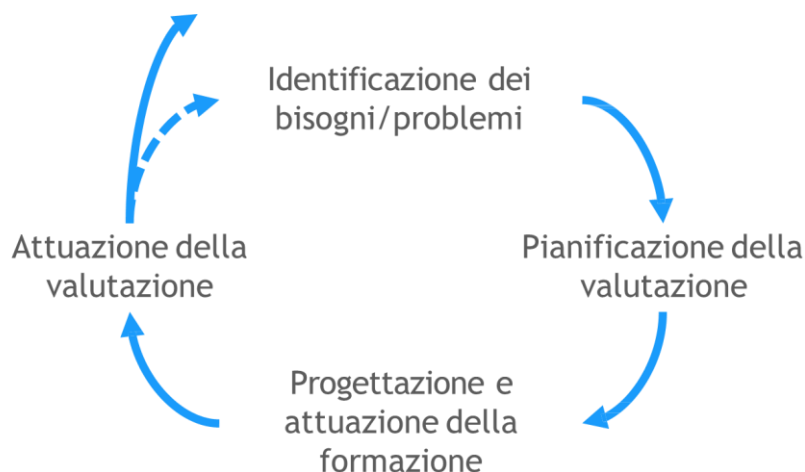 Identificazione dei
bisogni/problemi
Pianificazione della
valutazione
Progettazione e
attuazione della
formazione
Attuazione della
valutazione